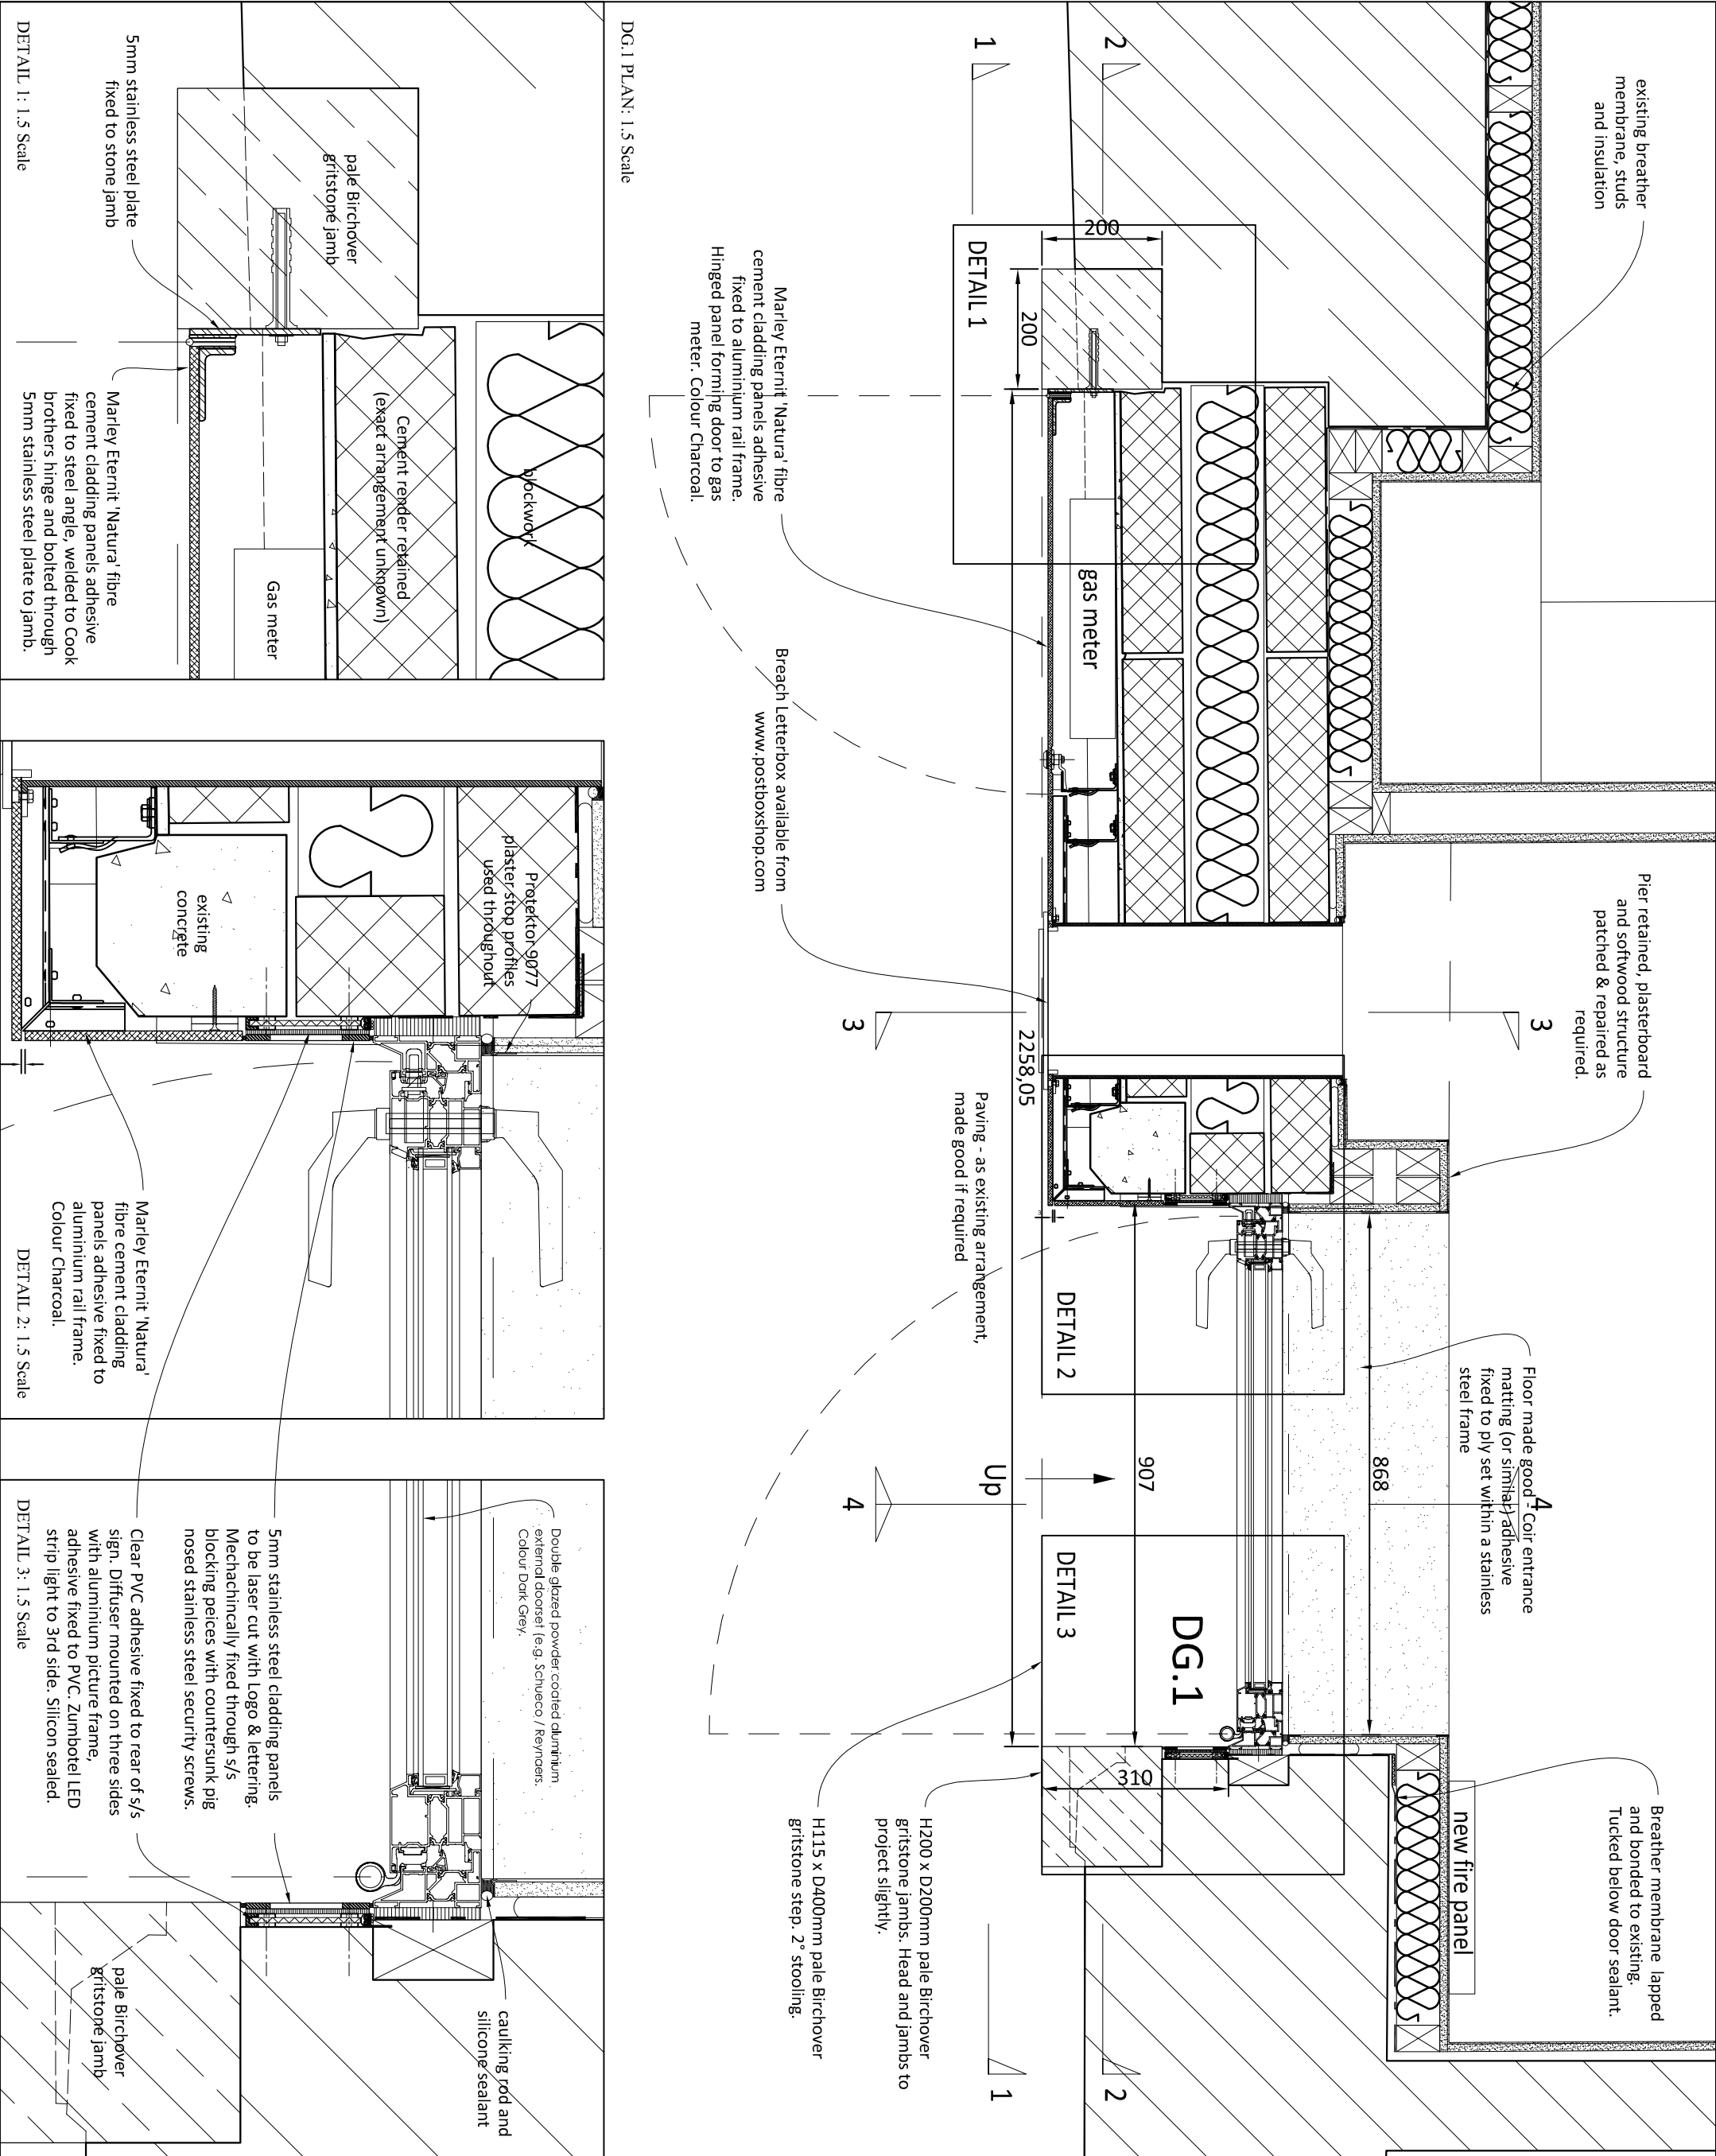 existing breather
membrane, studs
and insulation
Pier retained, plasterboard
and softwood structure
patched & repaired as
required.
Floor made good - Coir entrance
matting (or similar) adhesive
fixed to ply set within a stainless
steel frame
Breather membrane lapped
and bonded to existing.
Tucked below door sealant.
new fire panel
3
4
868
2
1
200
200
DETAIL 1
gas meter
Marley Eternit 'Natura' fibre
cement cladding panels adhesive
fixed to aluminium rail frame.
Hinged panel forming door to gas
meter. Colour Charcoal.
Breach Letterbox available from
www.postboxshop.com
3
2258,05
Paving - as existing arrangement,
made good if required
DETAIL 2
907
Up
4
DETAIL 3
DG.1
310
H200 x D200mm pale Birchover
gritstone jambs. Head and jambs to
project slightly.
H115 x D400mm pale Birchover
gritstone step. 2° stooling.
2
1
DG.1 PLAN: 1.5 Scale
pale Birchover
gritstone jamb
5mm stainless steel plate
fixed to stone jamb
blockwork
Cement render retained
(exact arrangement unknown)
Gas meter
Marley Eternit 'Natura' fibre
cement cladding panels adhesive
fixed to steel angle, welded to Cook
brothers hinge and bolted through
5mm stainless steel plate to jamb.
DETAIL 1: 1.5 Scale
Protektor 9077
plaster stop profiles
used throughout
existing
concrete
Marley Eternit 'Natura'
fibre cement cladding
panels adhesive fixed to
aluminium rail frame.
Colour Charcoal.
DETAIL 2: 1.5 Scale
Double glazed powder coated aluminium
external doorset (e.g. Schueco / Reyners.
Colour Dark Grey.
caulking rod and
silicone sealant
5mm stainless steel cladding panels
to be laser cut with Logo & lettering.
Mechachincally fixed through s/s
blocking peices with countersunk pig
nosed stainless steel security screws.
Clear PVC adhesive fixed to rear of s/s
sign. Diffuser mounted on three sides
with aluminium picture frame,
adhesive fixed to PVC. Zumbotel LED
strip light to 3rd side. Silicon sealed.
pale Birchover
gritstone jamb
DETAIL 3: 1.5 Scale